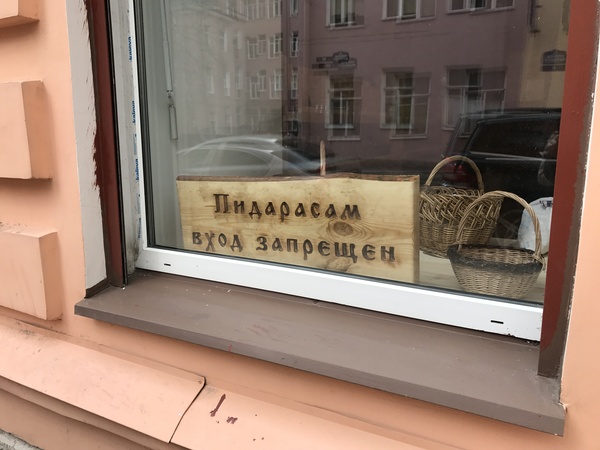 Пидарасам
вход запрещен